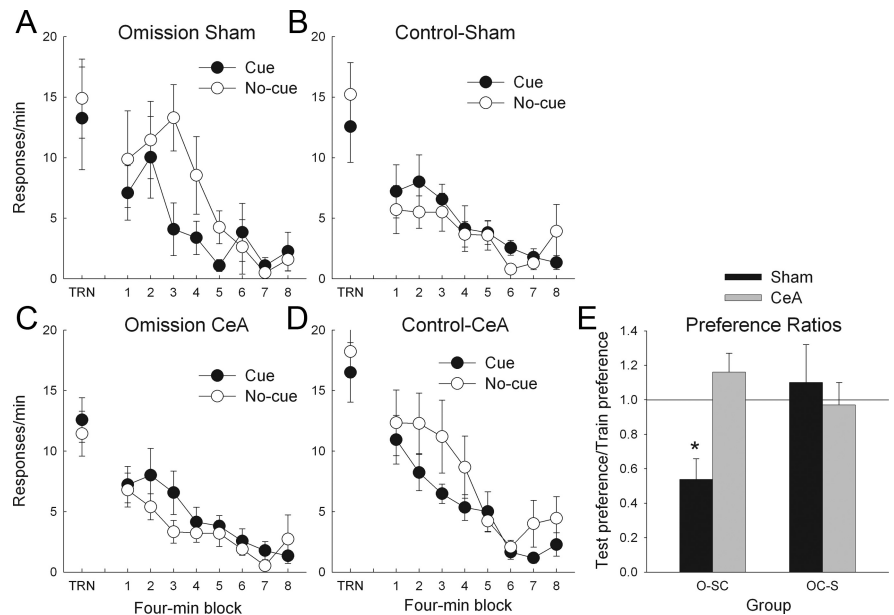 A
Omission Sham
20
15
10
5
0
Responses/min
Cue
No-cue
TRN 1 2 3 4 5 6 7 8
B
Control-Sham
20
15
10
5
0
Cue
No-cue
TRN 1 2 3 4 5 6 7 8
C
Omission CeA
20
15
10
5
0
Responses/min
Cue
No-cue
TRN 1 2 3 4 5 6 7 8
Four-min block
D
Control-CeA
20
15
10
5
0
Cue
No-cue
TRN 1 2 3 4 5 6 7 8
Four-min block
Sham
CeA
E
Preference Ratios
1.4
1.2
1.0
0.8
0.6
0.4
0.2
0.0
Test preference/Train preference
*
O-SC OC-S
Group